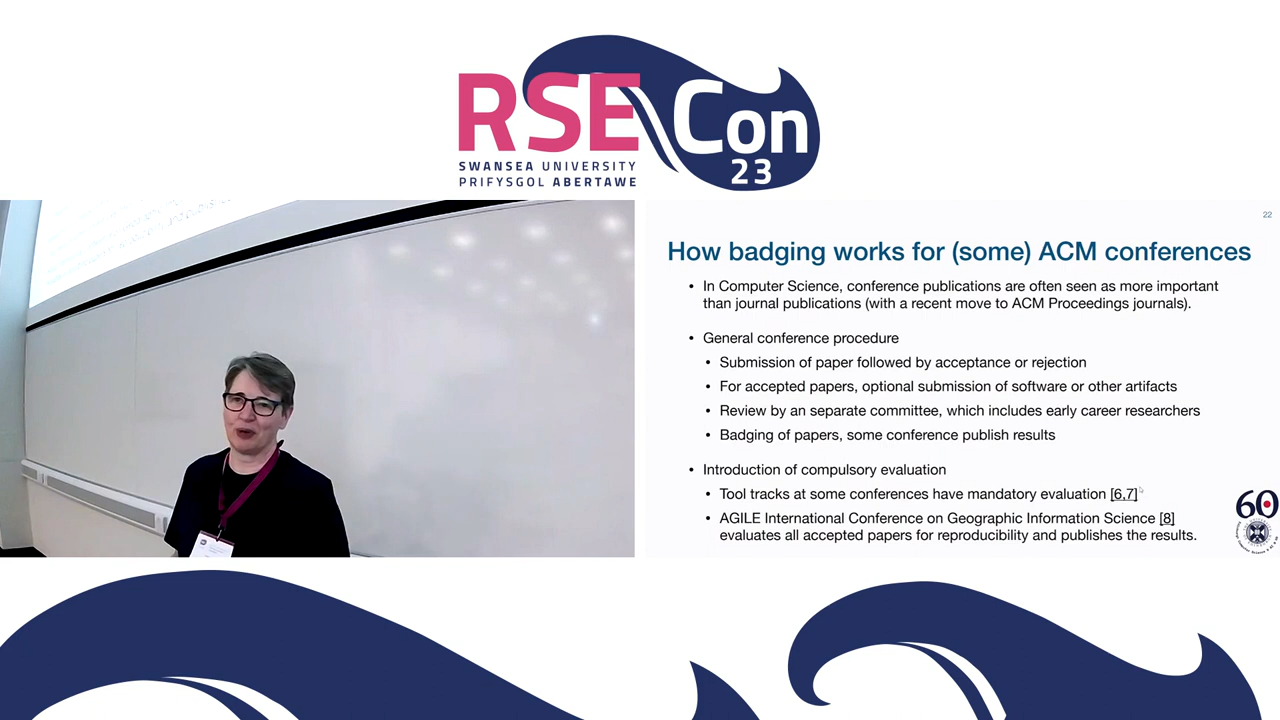 RSE Con
23
SWANSEA UNIVERSITY
PRIFYSGOL ABERTAWE
22
How badging works for (some) ACM conferences
• In Computer Science, conference publications are often seen as more important
than journal publications (with a recent move to ACM Proceedings journals).
• General conference procedure
• Submission of paper followed by acceptance or rejection
• For accepted papers, optional submission of software or other artifacts
• Review by an separate committee, which includes early career researchers
• Badging of papers, some conference publish results
• Introduction of compulsory evaluation
• Tool tracks at some conferences have mandatory evaluation [6,7]
• AGILE International Conference on Geographic Information Science [8]
evaluates all accepted papers for reproducibility and publishes the results.
60